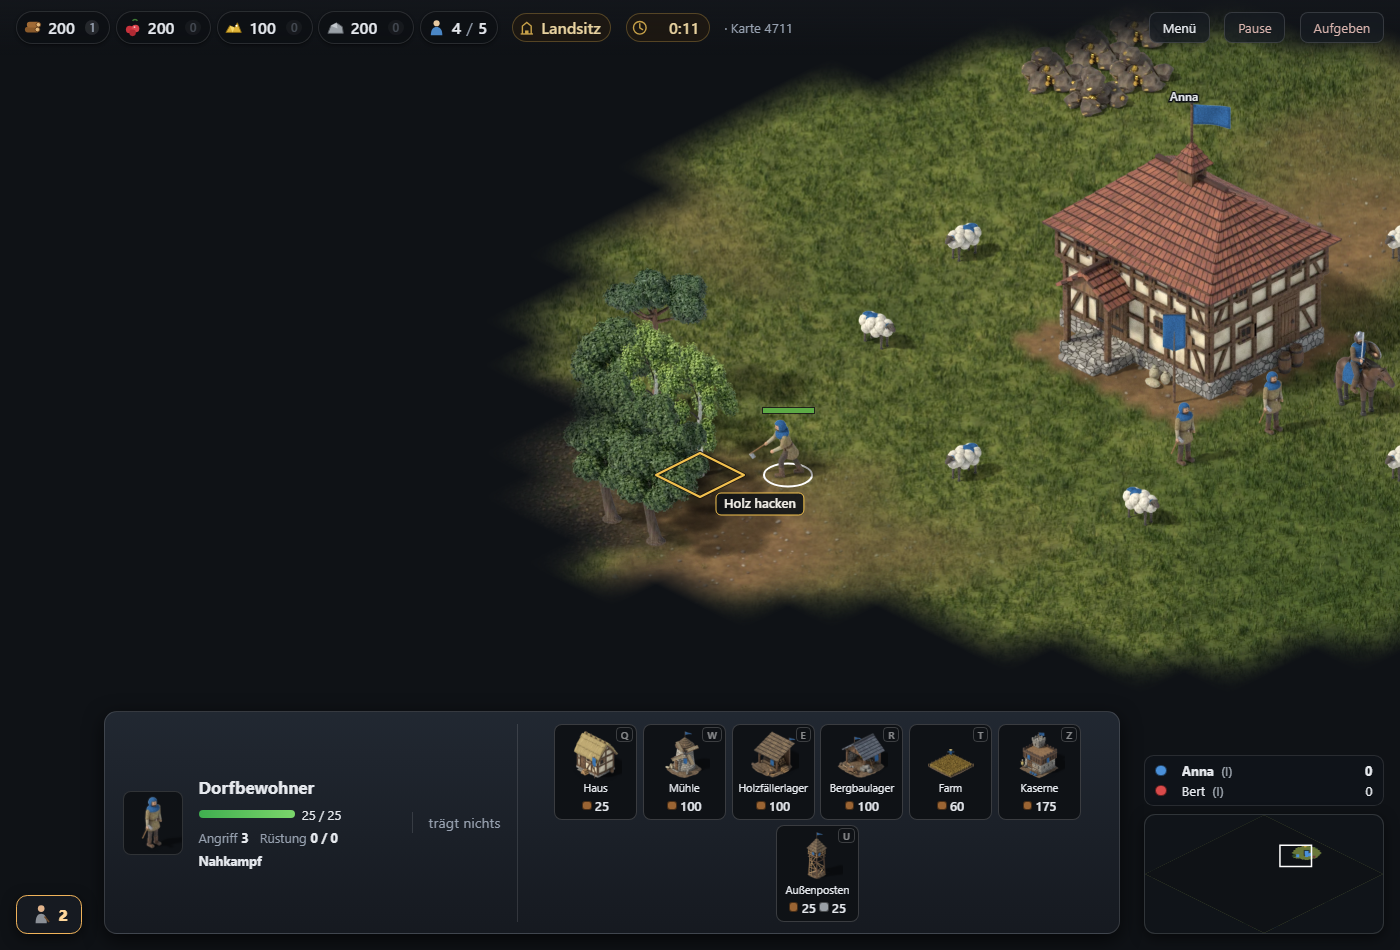 200 1 200 0 100 0 200 0 4 / 5 Landsitz 0:11 · Karte 4711 Menü Pause Aufgeben
Anna
Holz hacken
Dorfbewohner
25 / 25
Angriff 3 Rüstung 0 / 0
Nahkampf
trägt nichts
Q W E R T Z
Haus Mühle Holzfällerlager Bergbaulager Farm Kaserne
25 100 100 100 60 175
U
Außenposten
25 25
Anna (I) 0
Bert (I) 0
2